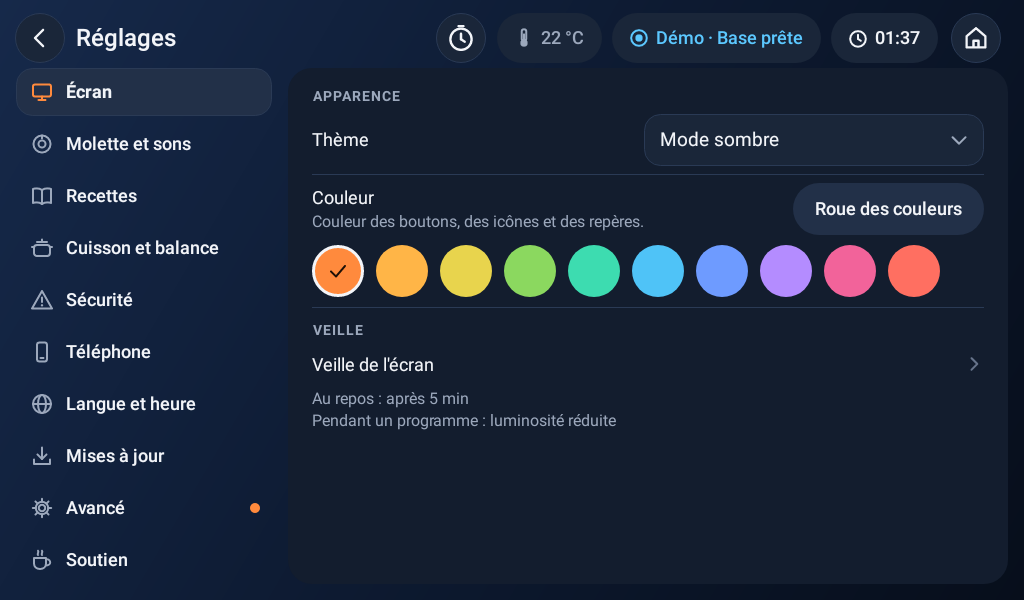 Réglages
22 °C
Démo · Base prête
01:37
Écran
Molette et sons
Recettes
Cuisson et balance
Sécurité
Téléphone
Langue et heure
Mises à jour
Avancé
Soutien
APPARENCE
Thème
Mode sombre
Couleur
Couleur des boutons, des icônes et des repères.
Roue des couleurs
VEILLE
Veille de l'écran
Au repos : après 5 min
Pendant un programme : luminosité réduite